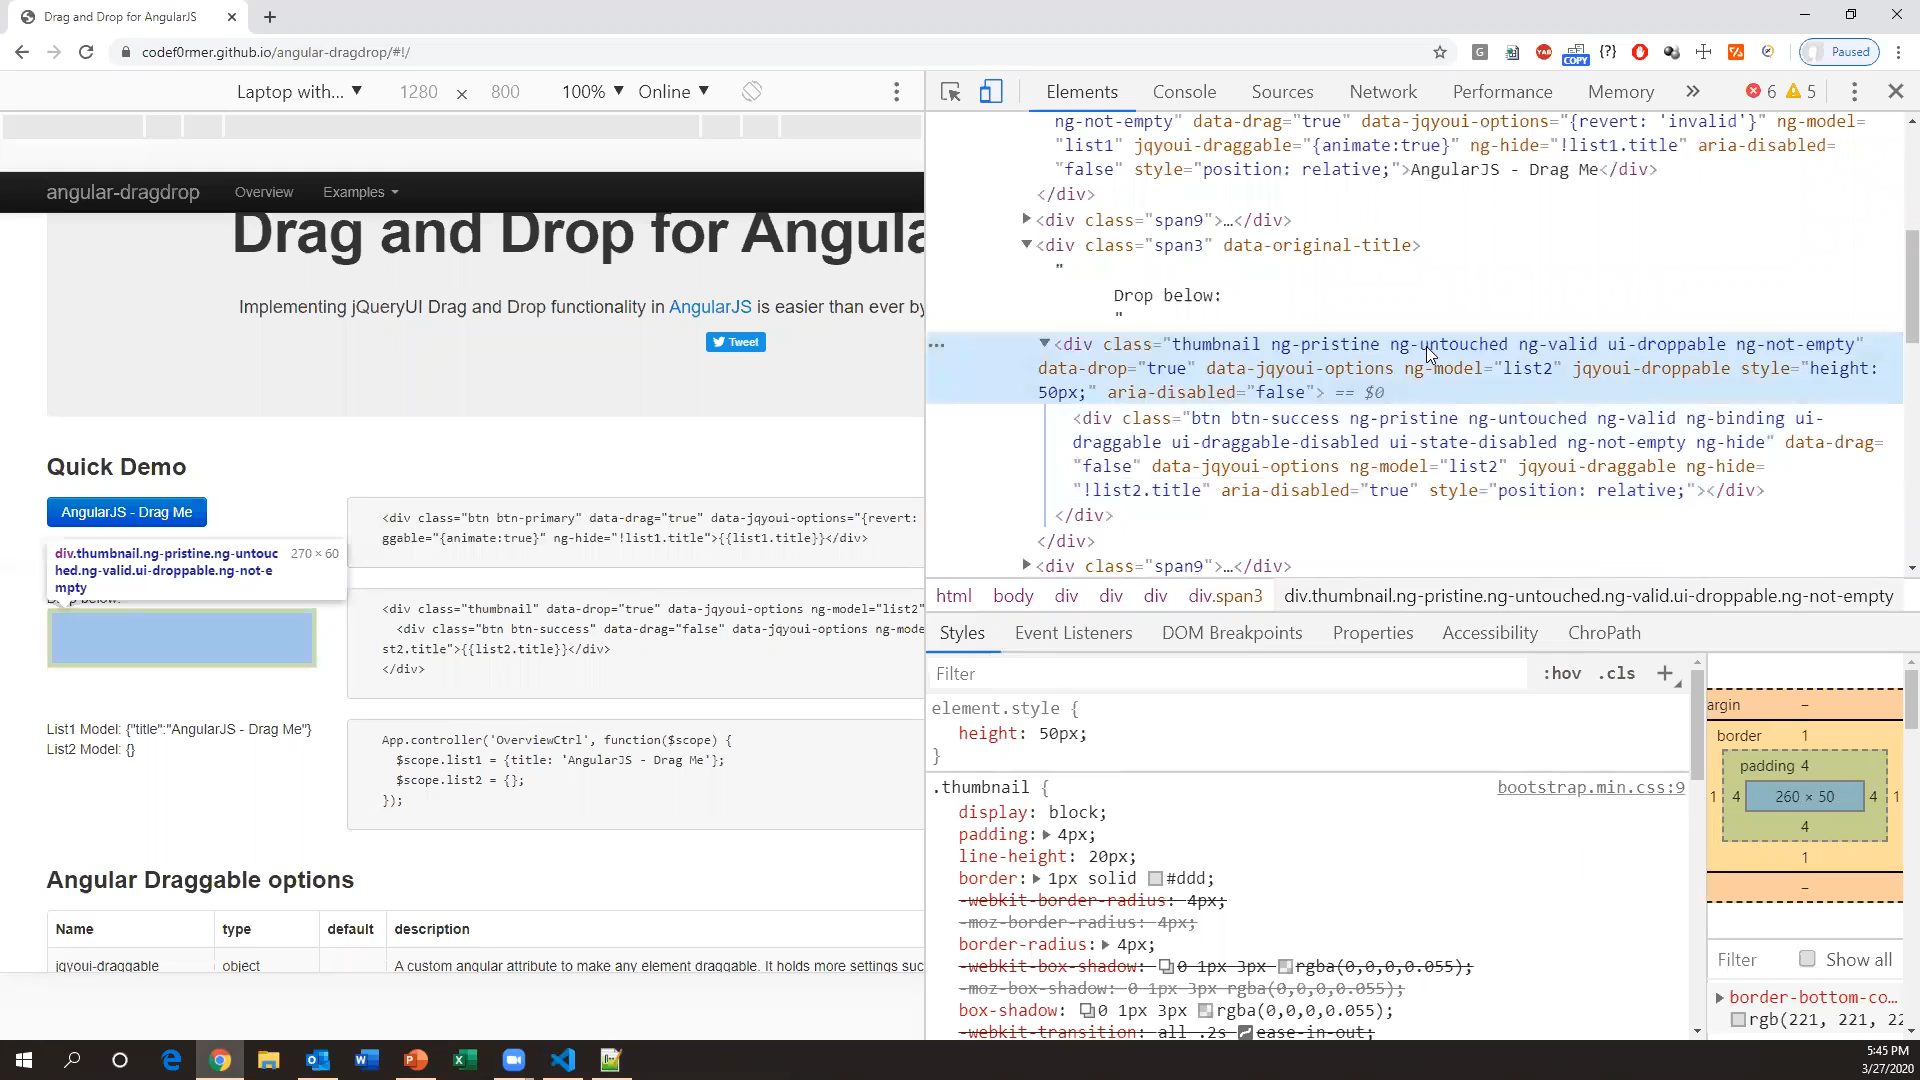 Drag and Drop for AngularJS
codef0rmer.github.io/angular-dragdrop/#!/
COPY
Paused
Laptop with... ▼ 1280 × 800 100% ▼ Online ▼
Elements Console Sources Network Performance Memory » 6 5
angular-dragdrop Overview Examples
Drag and Drop for Angula
Implementing jQueryUI Drag and Drop functionality in AngularJS is easier than ever by
Tweet
Quick Demo
AngularJS - Drag Me
div.thumbnail.ng-pristine.ng-untouc 270 × 60
hed.ng-valid.ui-droppable.ng-not-e
mpty
Drop below:
List1 Model: {"title":"AngularJS - Drag Me"}
List2 Model: {}
<div class="btn btn-primary" data-drag="true" data-jqyoui-options="{revert:
ggable="{animate:true}" ng-hide="!list1.title">{{list1.title}}</div>
<div class="thumbnail" data-drop="true" data-jqyoui-options ng-model="list2"
<div class="btn btn-success" data-drag="false" data-jqyoui-options ng-mode
st2.title">{{list2.title}}</div>
</div>
App.controller('OverviewCtrl', function($scope) {
$scope.list1 = {title: 'AngularJS - Drag Me'};
$scope.list2 = {};
});
Angular Draggable options
Name type default description
jqyoui-draggable object A custom angular attribute to make any element draggable. It holds more settings suc
ng-not-empty" data-drag="true" data-jqyoui-options="{revert: 'invalid'}" ng-model=
"list1" jqyoui-draggable="{animate:true}" ng-hide="!list1.title" aria-disabled=
"false" style="position: relative;">AngularJS - Drag Me</div>
</div>
<div class="span9">…</div>
<div class="span3" data-original-title>
"
Drop below:
"
<div class="thumbnail ng-pristine ng-untouched ng-valid ui-droppable ng-not-empty"
data-drop="true" data-jqyoui-options ng-model="list2" jqyoui-droppable style="height:
50px;" aria-disabled="false"> == $0
<div class="btn btn-success ng-pristine ng-untouched ng-valid ng-binding ui-
draggable ui-draggable-disabled ui-state-disabled ng-not-empty ng-hide" data-drag=
"false" data-jqyoui-options ng-model="list2" jqyoui-draggable ng-hide=
"!list2.title" aria-disabled="true" style="position: relative;"></div>
</div>
</div>
<div class="span9">…</div>
html body div div div div.span3 div.thumbnail.ng-pristine.ng-untouched.ng-valid.ui-droppable.ng-not-empty
Styles Event Listeners DOM Breakpoints Properties Accessibility ChroPath
Filter :hov .cls +
element.style {
height: 50px;
}
.thumbnail { bootstrap.min.css:9
display: block;
padding: 4px;
line-height: 20px;
border: 1px solid #ddd;
-webkit-border-radius: 4px;
-moz-border-radius: 4px;
border-radius: 4px;
-webkit-box-shadow: 0 1px 3px rgba(0,0,0,0.055);
-moz-box-shadow: 0 1px 3px rgba(0,0,0,0.055);
box-shadow: 0 1px 3px rgba(0,0,0,0.055);
-webkit-transition: all .2s ease-in-out;
argin –
border 1
padding 4
1 4 260 × 50 4 1
4
1
–
Filter Show all
border-bottom-co...
rgb(221, 221, 22
5:45 PM
3/27/2020